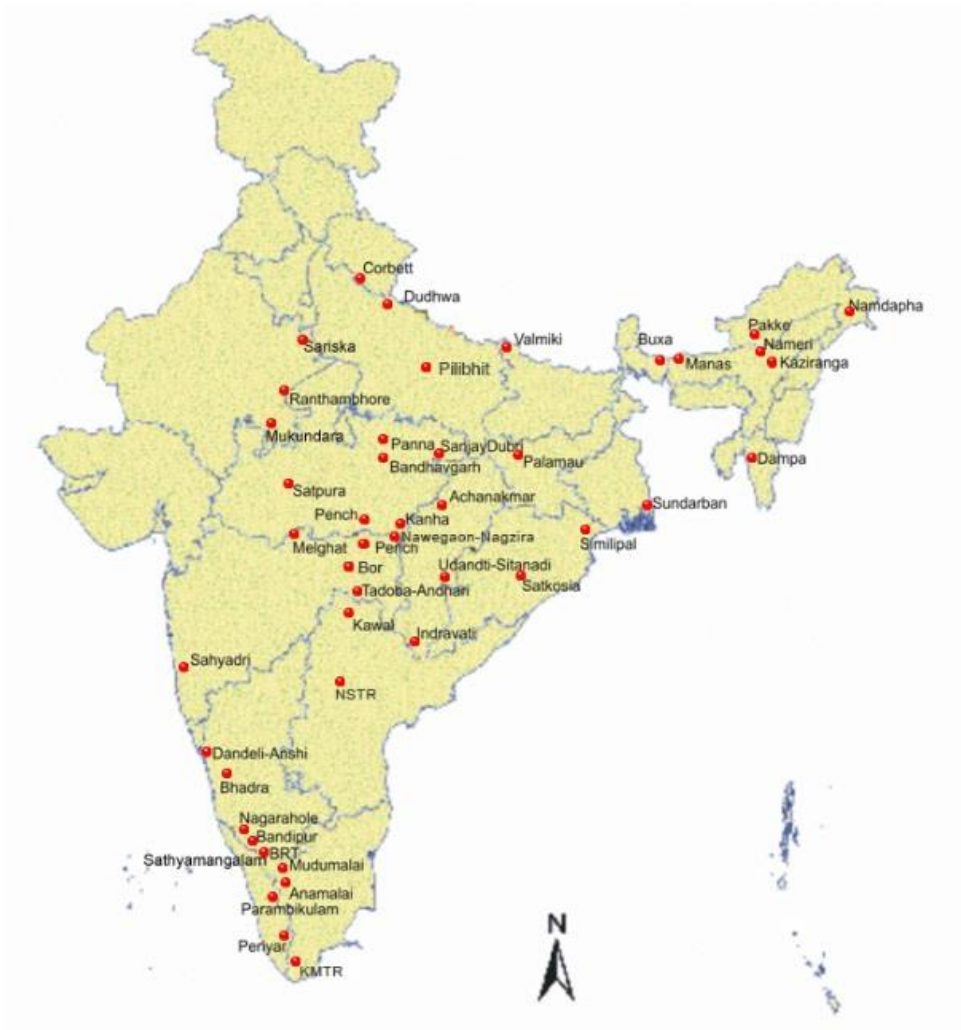 Corbett
Dudhwa
Namdapha
Pakke
Sariska
Valmiki
Buxa
Nameri
Manas
Kaziranga
Pilibhit
Ranthambhore
Mukundara
Panna
SanjayDubri
Bandhavgarh
Palamau
Dampa
Satpura
Achanakmar
Sundarban
Pench
Kanha
Nawegaon-Nagzira
Melghat
Pench
Similipal
Bor
Udandti-Sitanadi
Satkosia
Tadoba-Andhari
Kawal
Indravati
Sahyadri
NSTR
Dandeli-Anshi
Bhadra
Nagarahole
Bandipur
BRT
Sathyamangalam
Mudumalai
Anamalai
Parambikulam
N
Periyar
KMTR